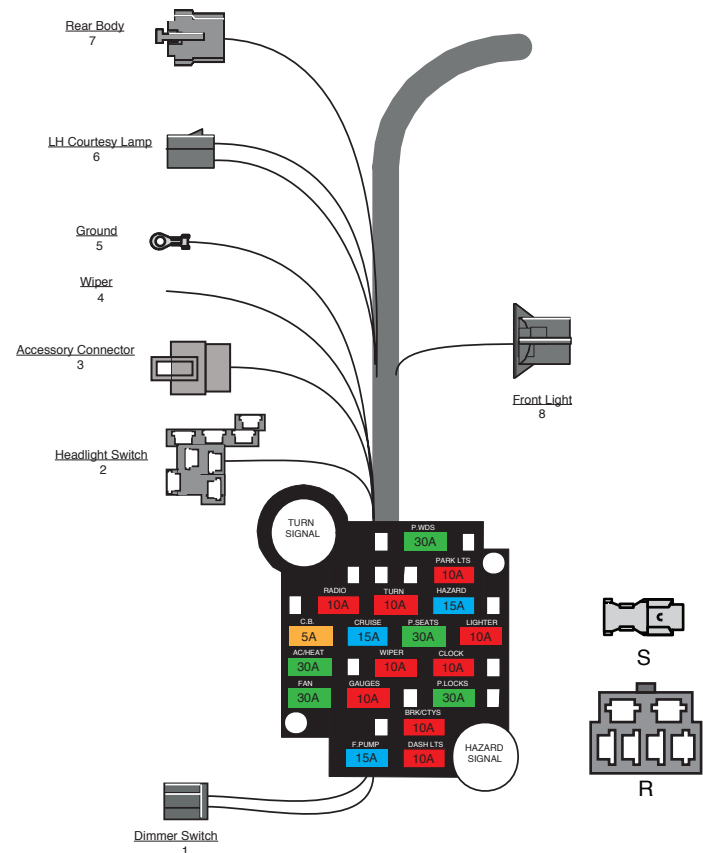 Rear Body
7
LH Courtesy Lamp
6
Ground
5
Wiper
4
Accessory Connector
3
Headlight Switch
2
Front Light
8
TURN
SIGNAL
P.WDS
30A
PARK LTS
10A
RADIO TURN HAZARD
10A 10A 15A
C.B. CRUISE P.SEATS LIGHTER
5A 15A 30A 10A
AC/HEAT WIPER CLOCK
30A 10A 10A
FAN GAUGES P.LOCKS
30A 10A 30A
BRK/CTYS
10A
F.PUMP DASH LTS
15A 10A
HAZARD
SIGNAL
S
R
Dimmer Switch
1